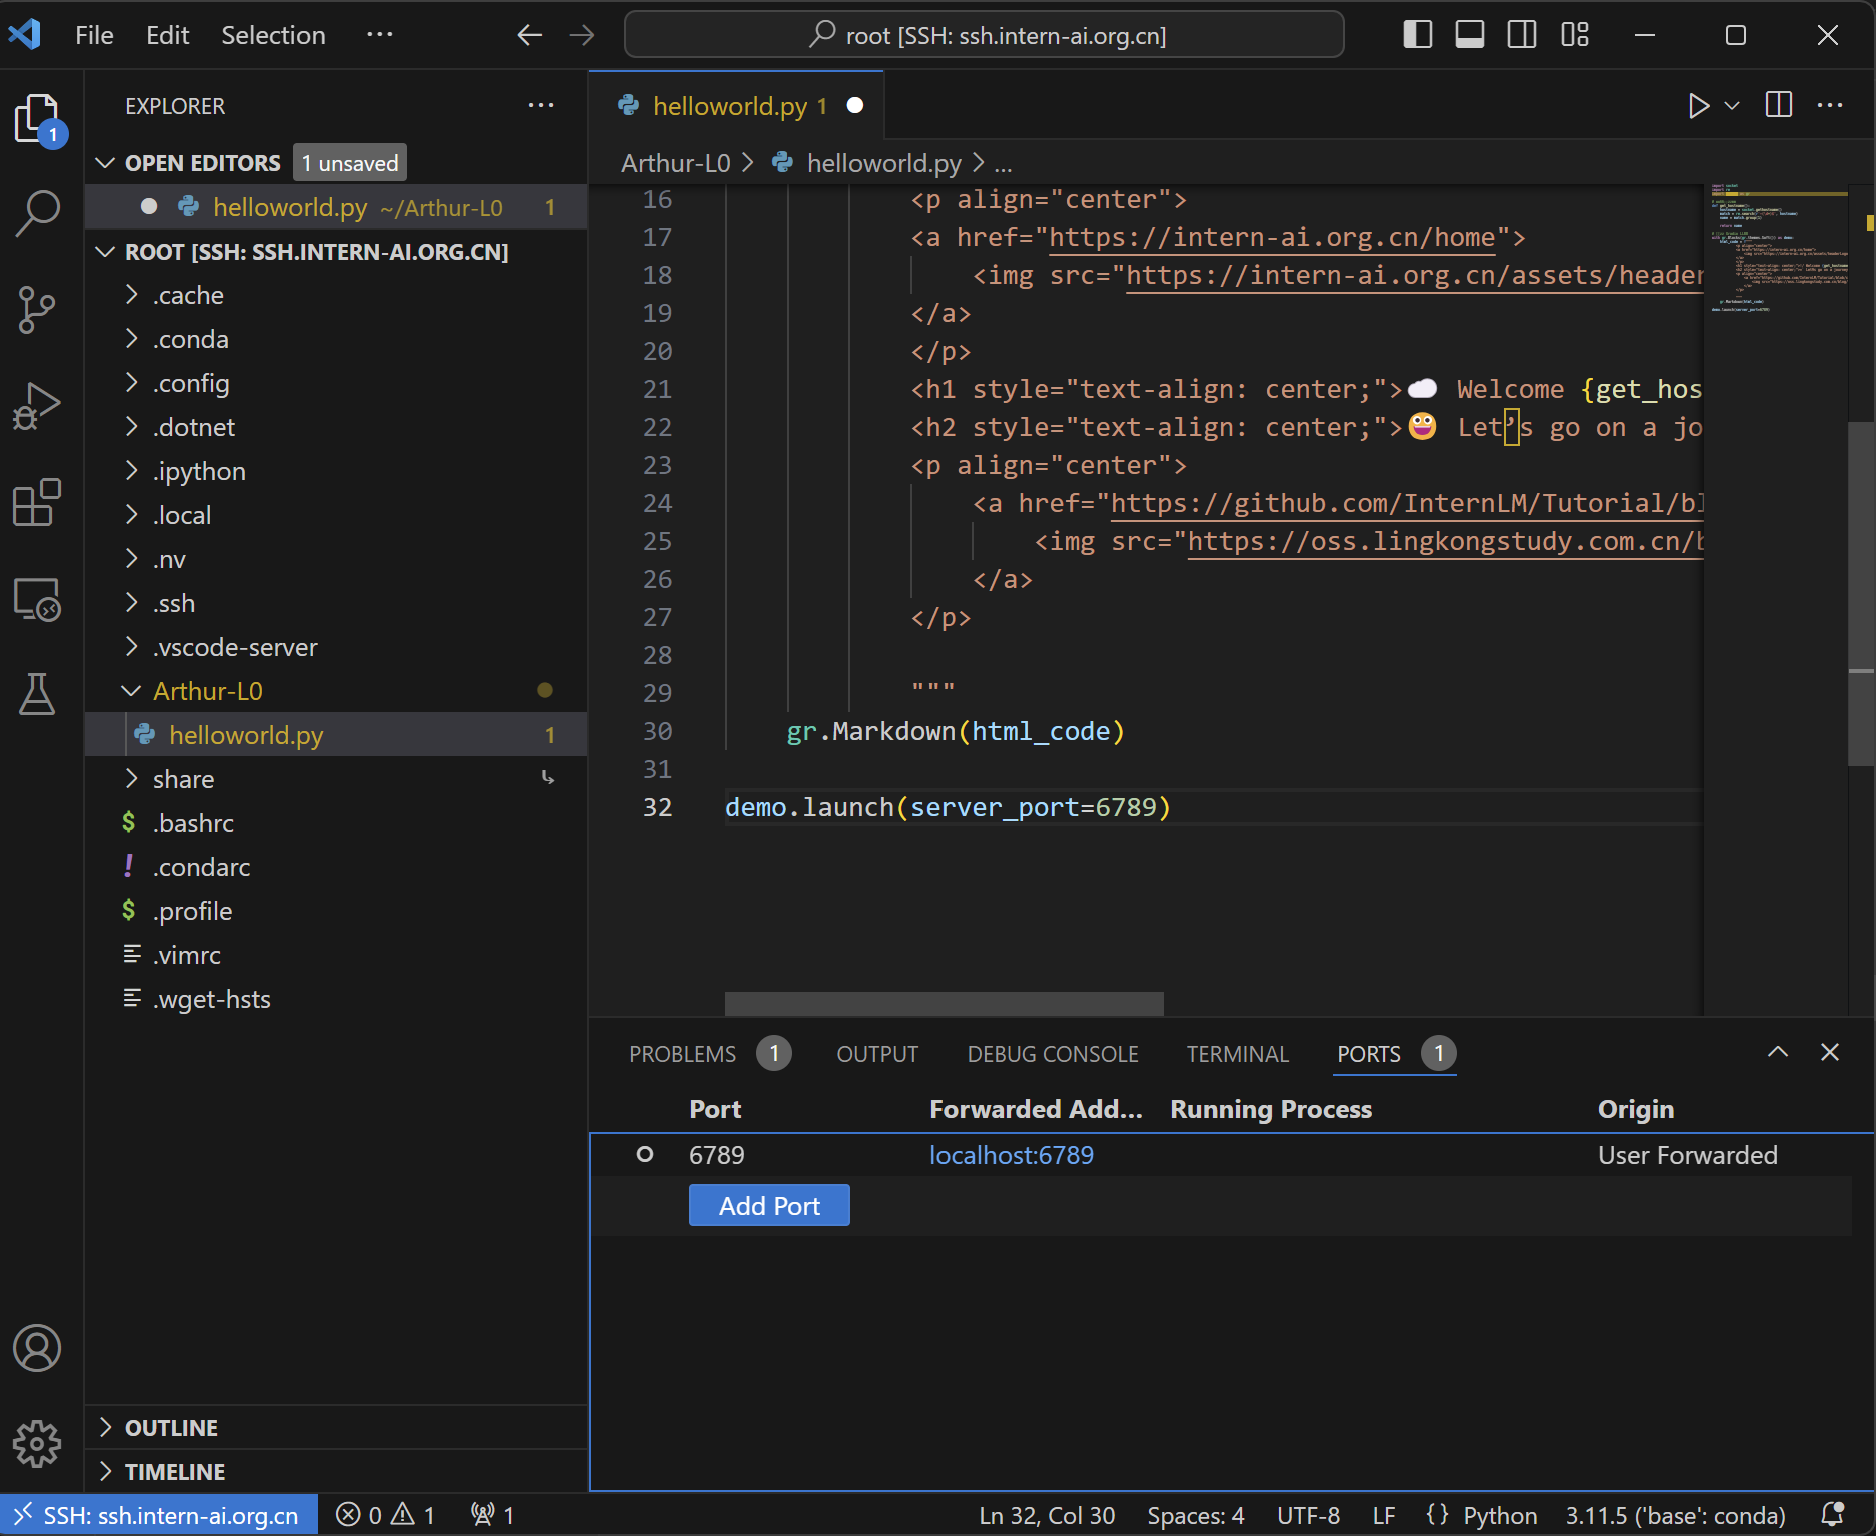 File Edit Selection ··· root [SSH: ssh.intern-ai.org.cn]
EXPLORER ···
OPEN EDITORS 1 unsaved
helloworld.py ~/Arthur-L0 1
ROOT [SSH: SSH.INTERN-AI.ORG.CN]
.cache
.conda
.config
.dotnet
.ipython
.local
.nv
.ssh
.vscode-server
Arthur-L0
helloworld.py 1
share
$ .bashrc
! .condarc
$ .profile
.vimrc
.wget-hsts
OUTLINE
TIMELINE
1
helloworld.py 1
Arthur-L0 > helloworld.py > ...
16 <p align="center">
17 <a href="https://intern-ai.org.cn/home">
18 <img src="https://intern-ai.org.cn/assets/header
19 </a>
20 </p>
21 <h1 style="text-align: center;">☁️ Welcome {get_hos
22 <h2 style="text-align: center;">😀 Let’s go on a jo
23 <p align="center">
24 <a href="https://github.com/InternLM/Tutorial/bl
25 <img src="https://oss.lingkongstudy.com.cn/b
26 </a>
27 </p>
28
29 """
30 gr.Markdown(html_code)
31
32 demo.launch(server_port=6789)
PROBLEMS 1 OUTPUT DEBUG CONSOLE TERMINAL PORTS 1
Port Forwarded Add... Running Process Origin
6789 localhost:6789 User Forwarded
Add Port
SSH: ssh.intern-ai.org.cn 0 1 1 Ln 32, Col 30 Spaces: 4 UTF-8 LF {} Python 3.11.5 ('base': conda)